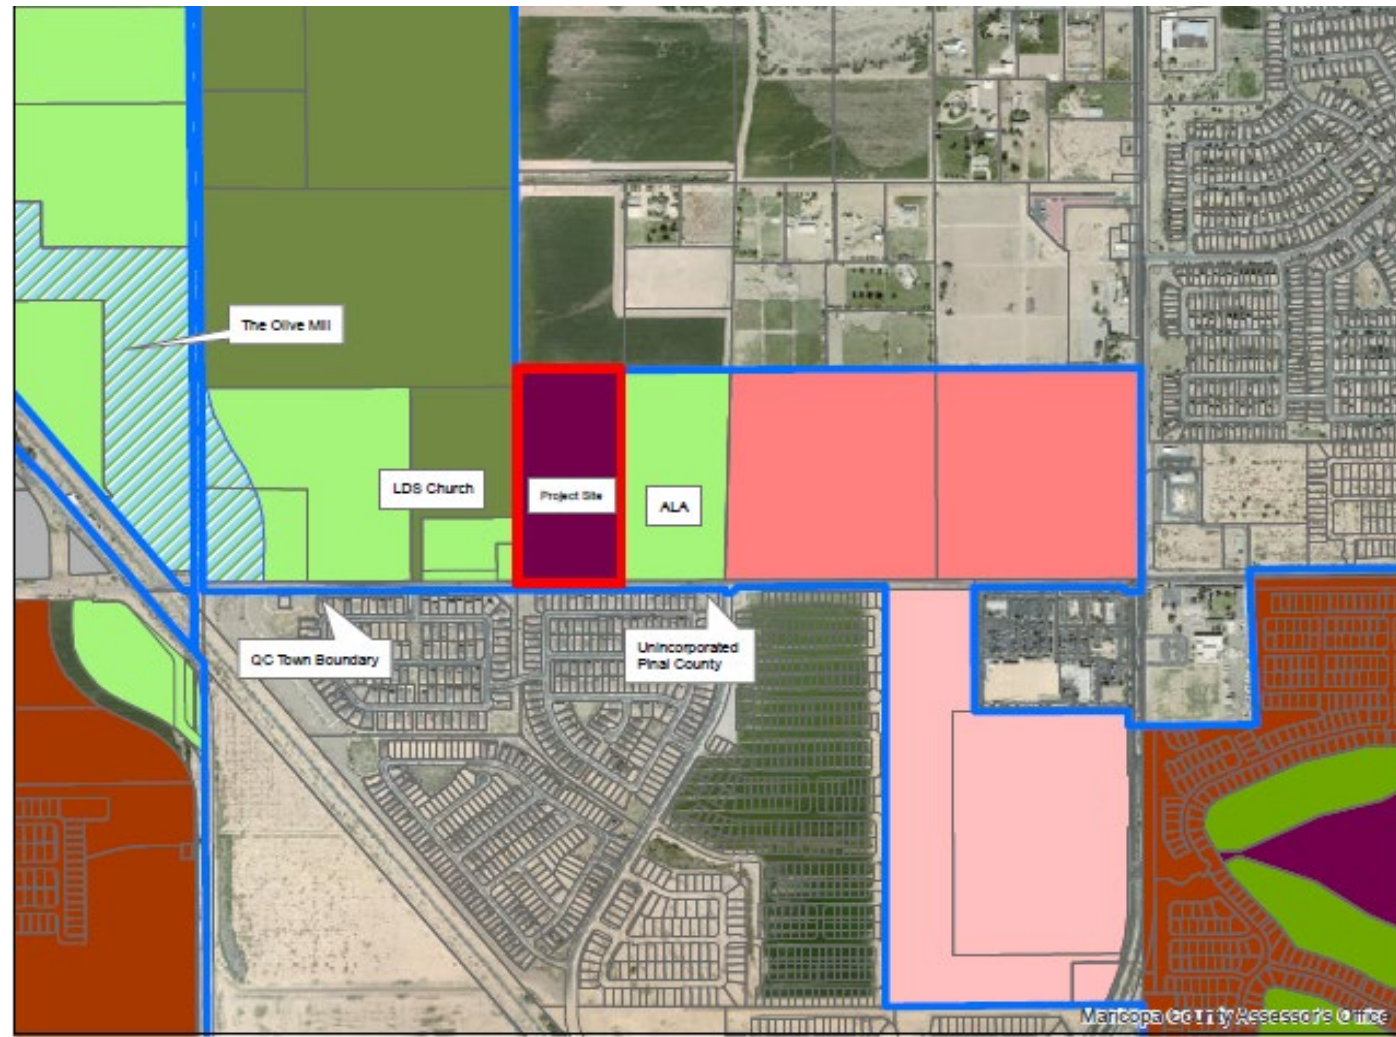 The Olive Mill
LDS Church
Project Site
ALA
QC Town Boundary
Unincorporated
Pinal County
Maricopa County Assessor's Office